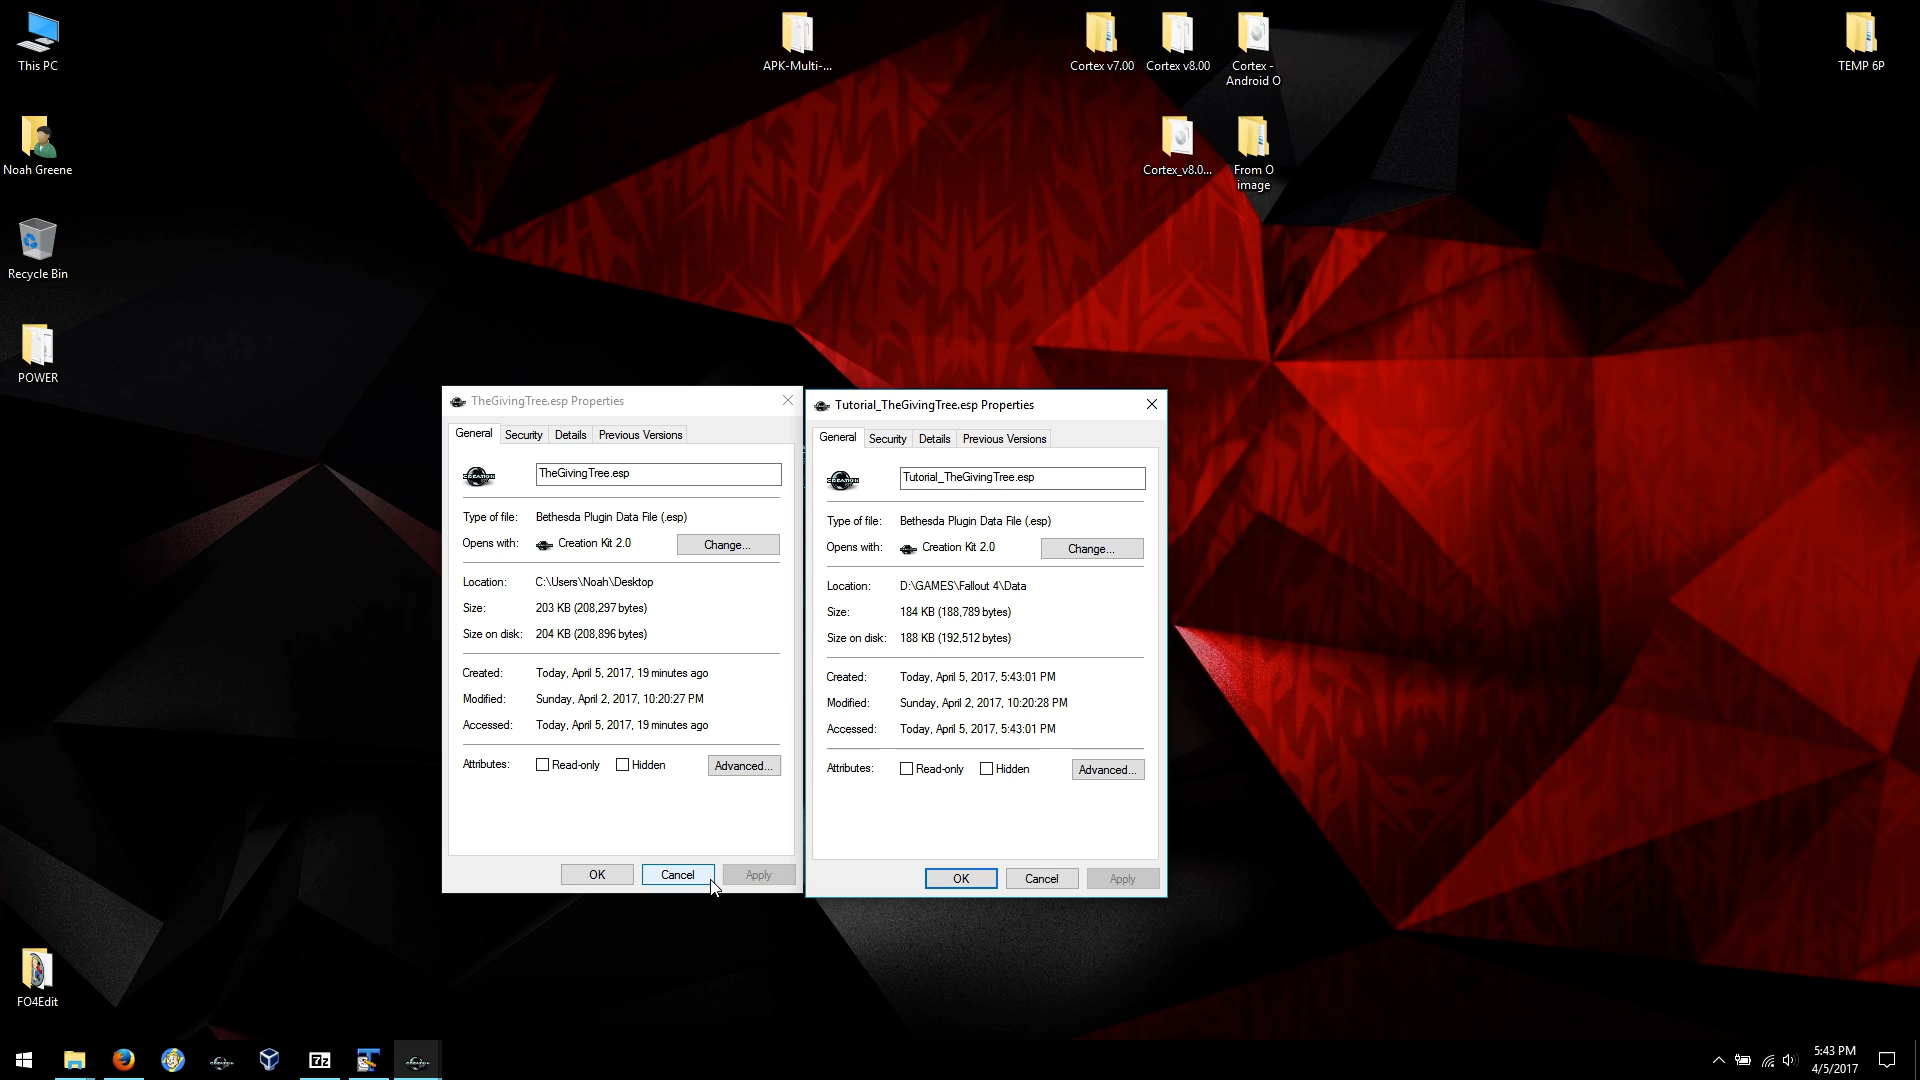 This PC
Noah Greene
Recycle Bin
POWER
FO4Edit
APK-Multi-...
Cortex v7.00
Cortex v8.00
Cortex -
Android O
Cortex_v8.0...
From O
image
TEMP 6P
TheGivingTree.esp Properties
General
Security
Details
Previous Versions
TheGivingTree.esp
Type of file: Bethesda Plugin Data File (.esp)
Opens with: Creation Kit 2.0 Change...
Location: C:\Users\Noah\Desktop
Size: 203 KB (208,297 bytes)
Size on disk: 204 KB (208,896 bytes)
Created: Today, April 5, 2017, 19 minutes ago
Modified: Sunday, April 2, 2017, 10:20:27 PM
Accessed: Today, April 5, 2017, 19 minutes ago
Attributes: Read-only Hidden Advanced...
OK Cancel Apply
Tutorial_TheGivingTree.esp Properties
General
Security
Details
Previous Versions
Tutorial_TheGivingTree.esp
Type of file: Bethesda Plugin Data File (.esp)
Opens with: Creation Kit 2.0 Change...
Location: D:\GAMES\Fallout 4\Data
Size: 184 KB (188,789 bytes)
Size on disk: 188 KB (192,512 bytes)
Created: Today, April 5, 2017, 5:43:01 PM
Modified: Sunday, April 2, 2017, 10:20:28 PM
Accessed: Today, April 5, 2017, 5:43:01 PM
Attributes: Read-only Hidden Advanced...
OK Cancel Apply
7z
5:43 PM
4/5/2017